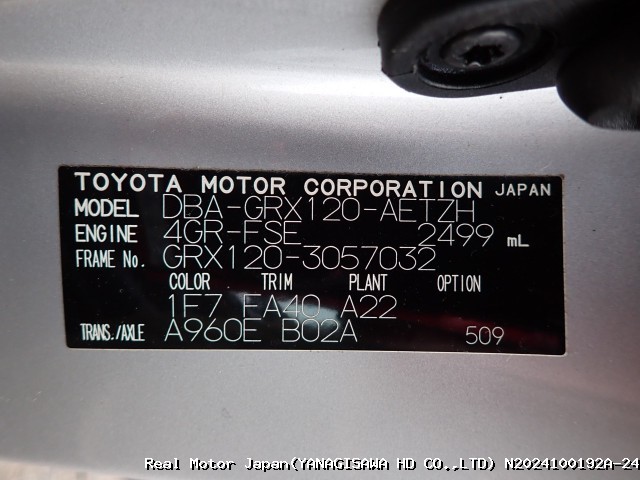 TOYOTA MOTOR CORPORATION JAPAN
MODEL DBA-GRX120-AETZH
ENGINE 4GR-FSE 2499 mL
FRAME No. GRX120-3057032
COLOR TRIM PLANT OPTION
1F7 FA40 A22
TRANS./AXLE A960E B02A 509
Real Motor Japan(YANAGISAWA HD CO.,LTD) N2024100192A-24